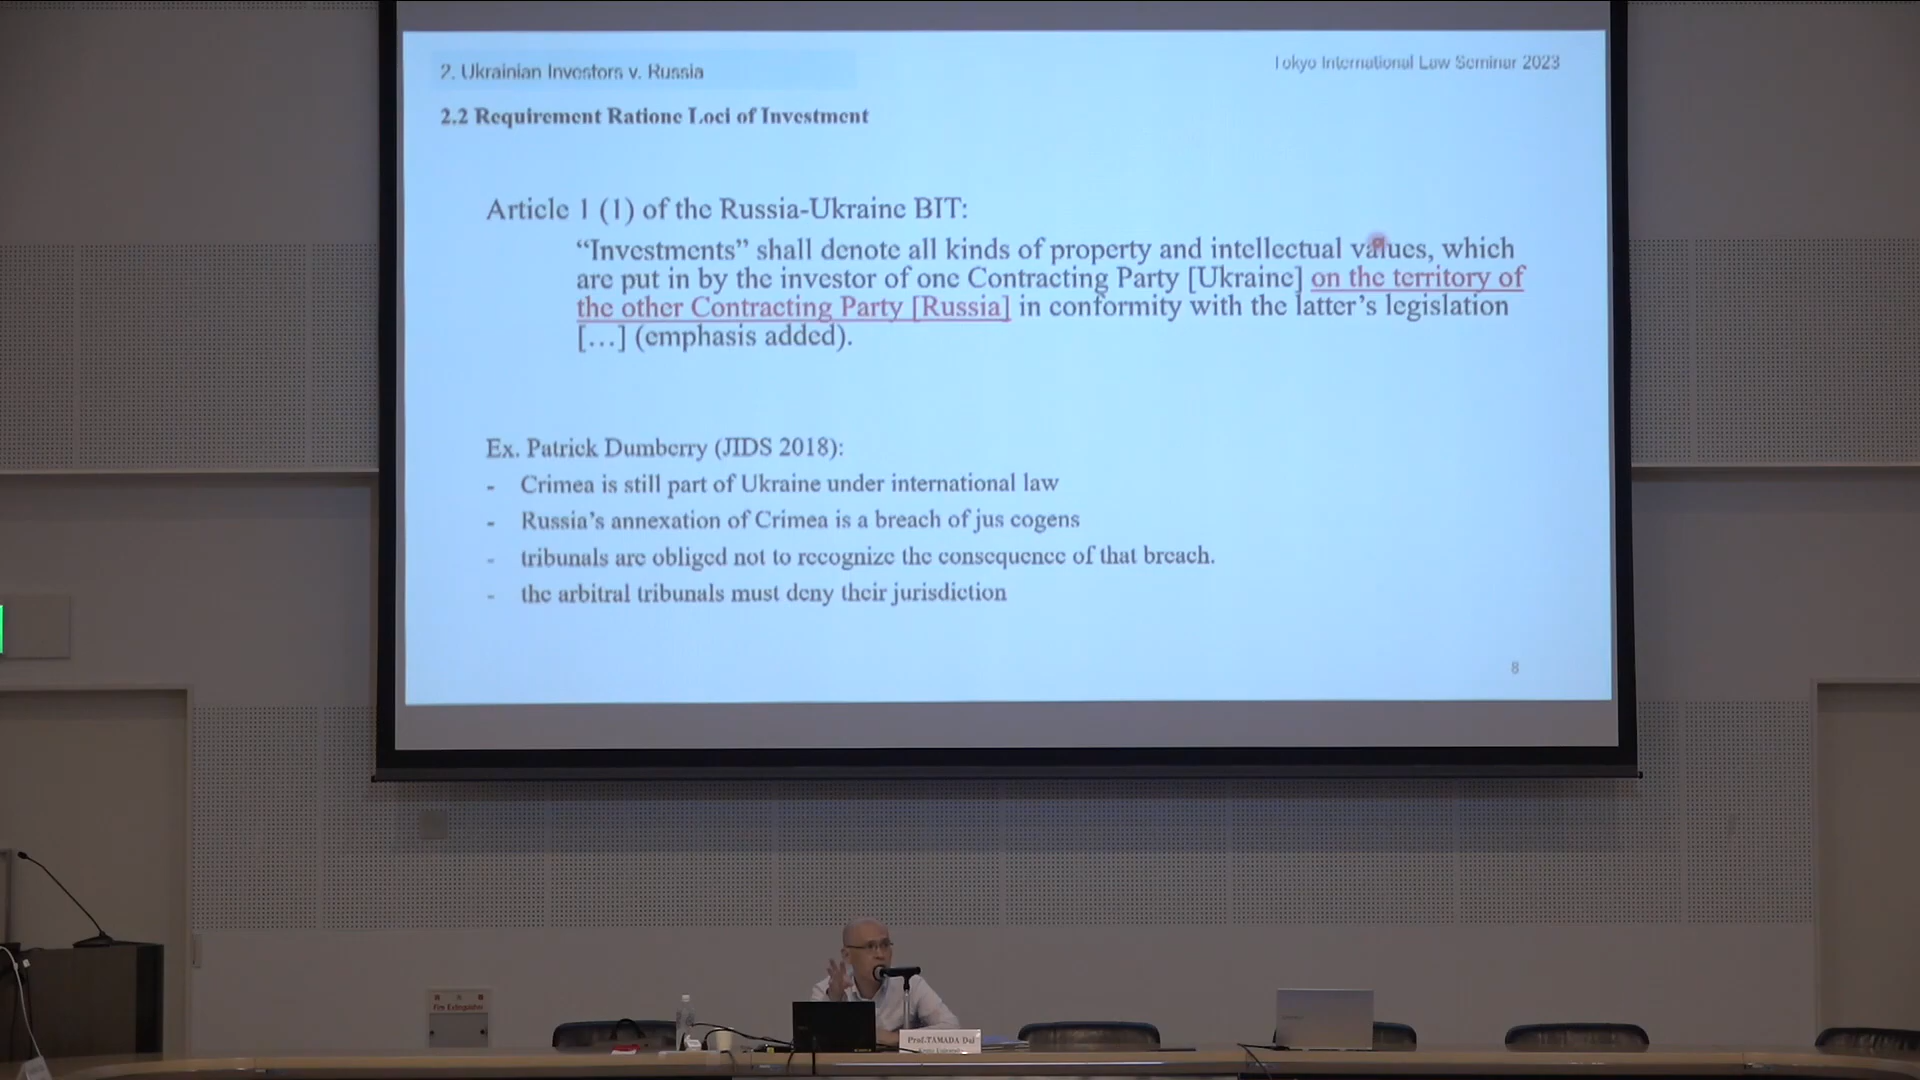 2. Ukrainian Investors v. Russia
Tokyo International Law Seminar 2023
2.2 Requirement Ratione Loci of Investment
Article 1 (1) of the Russia-Ukraine BIT:
“Investments” shall denote all kinds of property and intellectual values, which
are put in by the investor of one Contracting Party [Ukraine] on the territory of
the other Contracting Party [Russia] in conformity with the latter’s legislation
[…] (emphasis added).
Ex. Patrick Dumberry (JIDS 2018):
- Crimea is still part of Ukraine under international law
- Russia’s annexation of Crimea is a breach of jus cogens
- tribunals are obliged not to recognize the consequence of that breach.
- the arbitral tribunals must deny their jurisdiction
8
Fire Extinguisher
Prof.TAMADA Dai